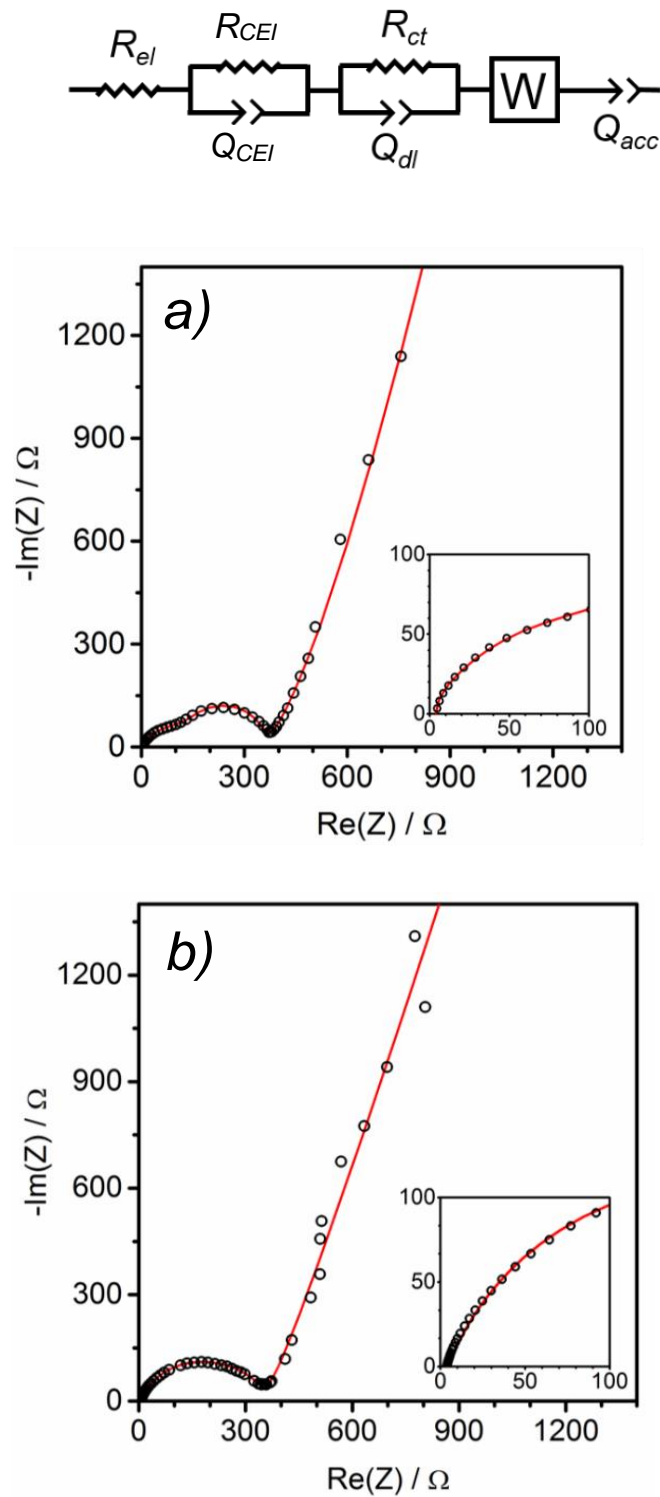 R_el R_CEI R_ct
Q_CEI Q_dl W Q_acc
a)
-Im(Z) / Ω
1200
900
600
300
0
0 300 600 900 1200
Re(Z) / Ω
100
50
0
0 50 100
b)
-Im(Z) / Ω
1200
900
600
300
0
0 300 600 900 1200
Re(Z) / Ω
100
50
0
0 50 100